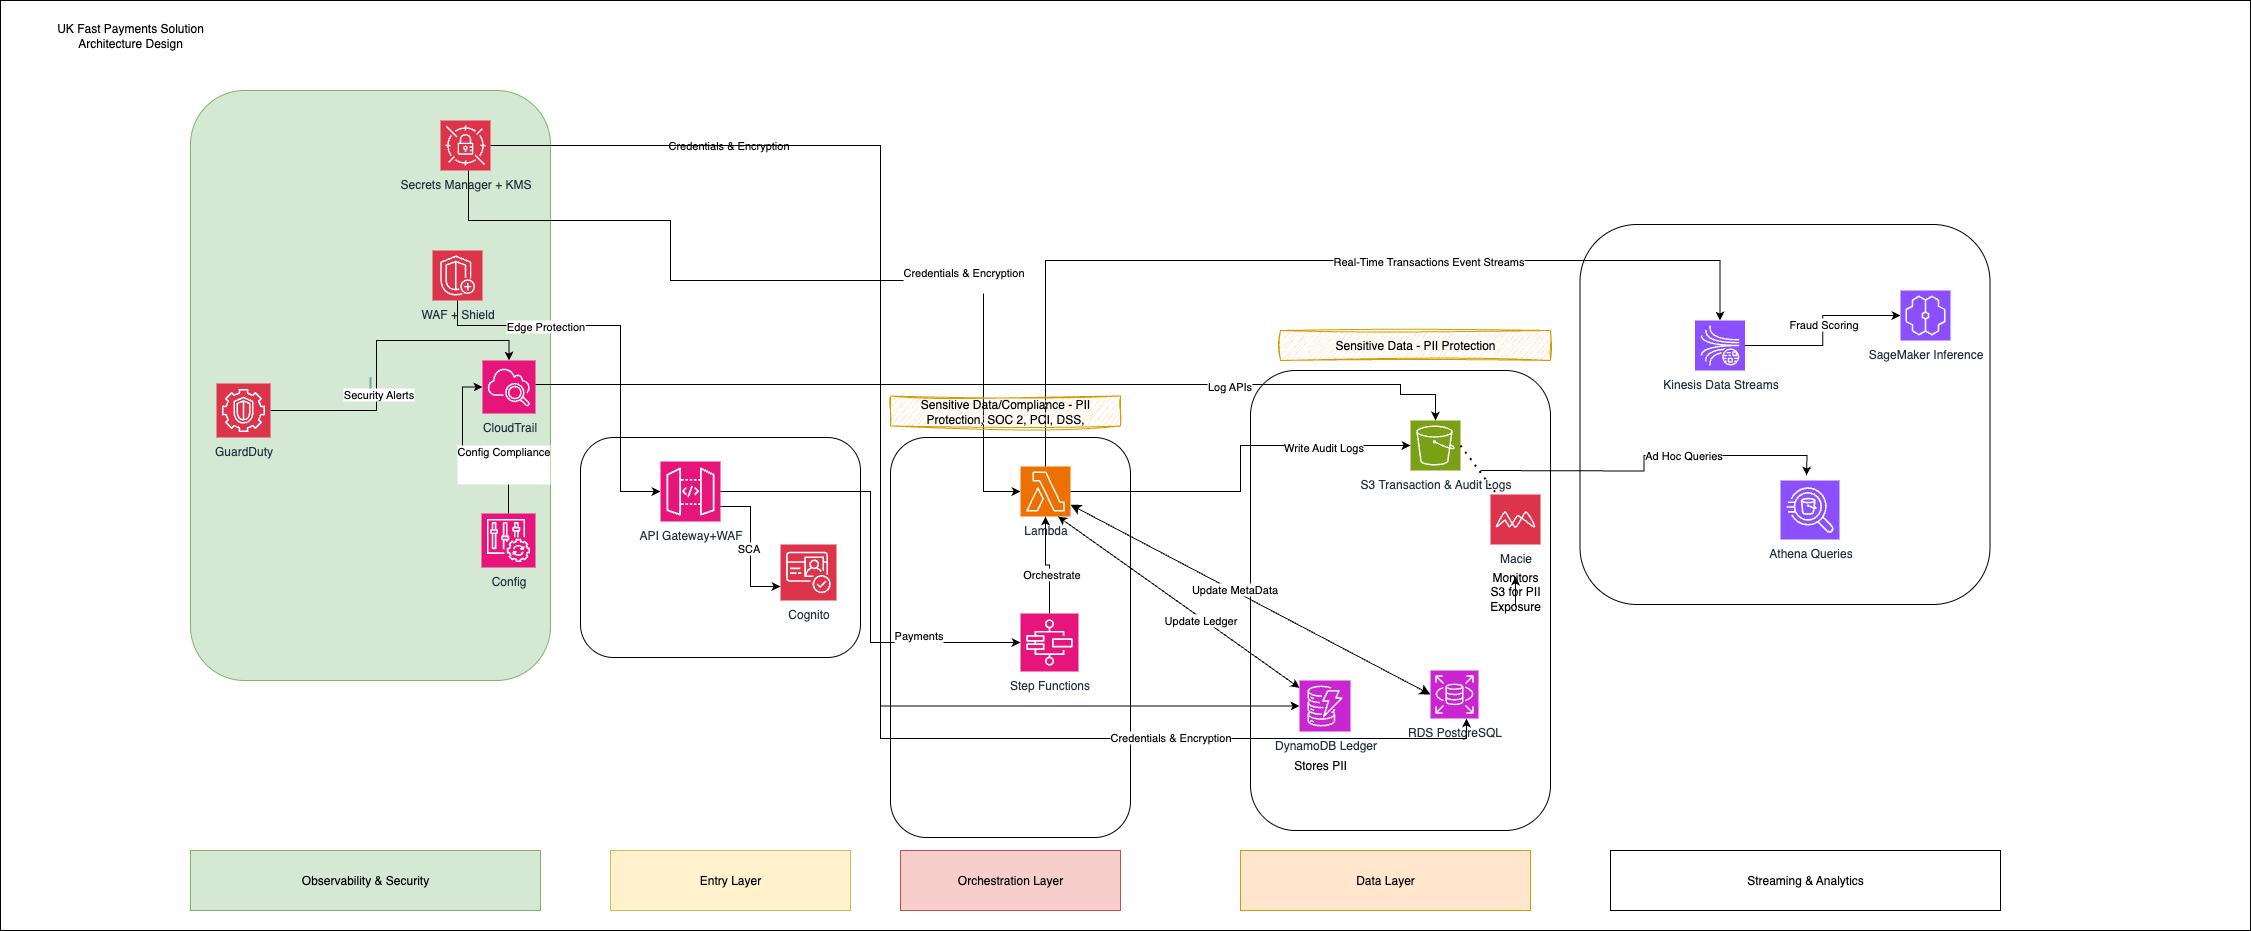 UK Fast Payments Solution
Architecture Design
Secrets Manager + KMS
Credentials & Encryption
WAF + Shield
Edge Protection
Credentials & Encryption
Security Alerts
GuardDuty
CloudTrail
Config Compliance
Config
Log APIs
API Gateway+WAF
SCA
Cognito
Sensitive Data/Compliance - PII
Protection, SOC 2, PCI, DSS,
Lambda
Orchestrate
Payments
Step Functions
Real-Time Transactions Event Streams
Sensitive Data - PII Protection
Write Audit Logs
S3 Transaction & Audit Logs
Macie
Monitors
S3 for PII
Exposure
Update MetaData
Update Ledger
DynamoDB Ledger
Stores PII
RDS PostgreSQL
Credentials & Encryption
Fraud Scoring
Kinesis Data Streams
SageMaker Inference
Ad Hoc Queries
Athena Queries
Observability & Security
Entry Layer
Orchestration Layer
Data Layer
Streaming & Analytics